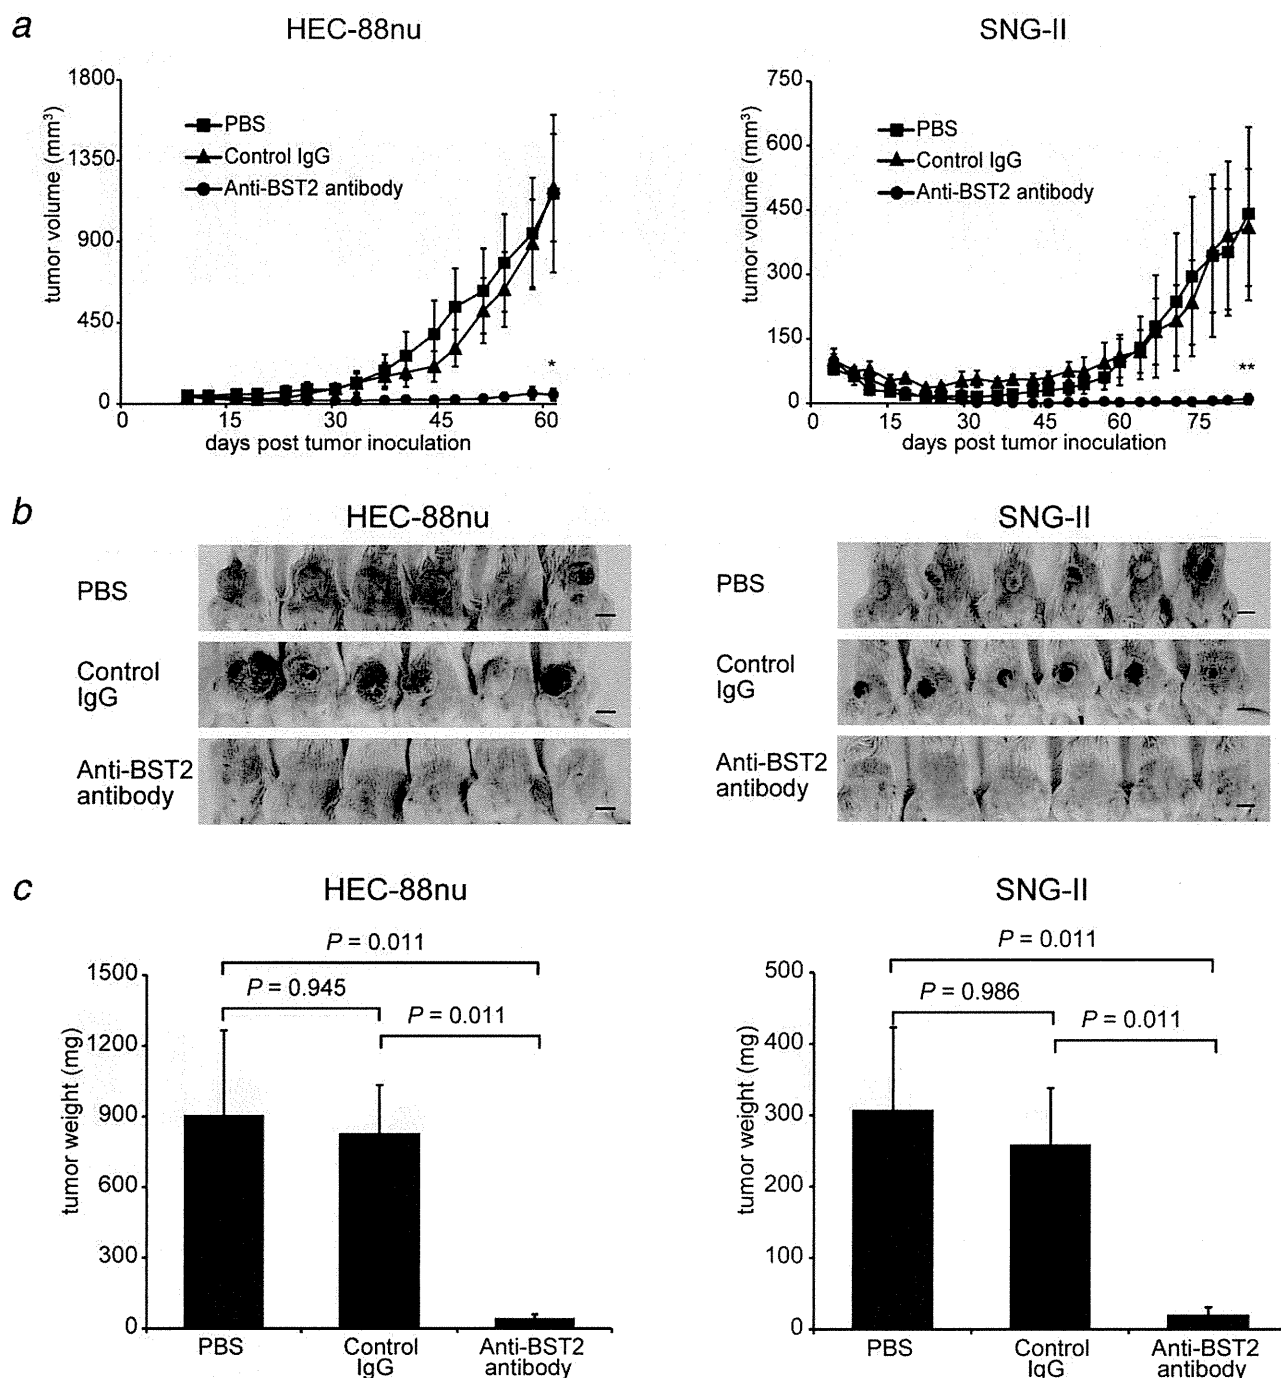 a
HEC-88nu
SNG-II
1800
1350
900
450
0
tumor volume (mm³)
PBS
Control IgG
Anti-BST2 antibody
*
0
15
30
45
60
days post tumor inoculation
750
600
450
300
150
0
tumor volume (mm³)
PBS
Control IgG
Anti-BST2 antibody
**
0
15
30
45
60
75
days post tumor inoculation
b
HEC-88nu
SNG-II
PBS
Control
IgG
Anti-BST2
antibody
PBS
Control
IgG
Anti-BST2
antibody
c
HEC-88nu
SNG-II
P = 0.011
P = 0.945
P = 0.011
1500
1200
900
600
300
0
tumor weight (mg)
PBS
Control
IgG
Anti-BST2
antibody
P = 0.011
P = 0.986
P = 0.011
500
400
300
200
100
0
tumor weight (mg)
PBS
Control
IgG
Anti-BST2
antibody